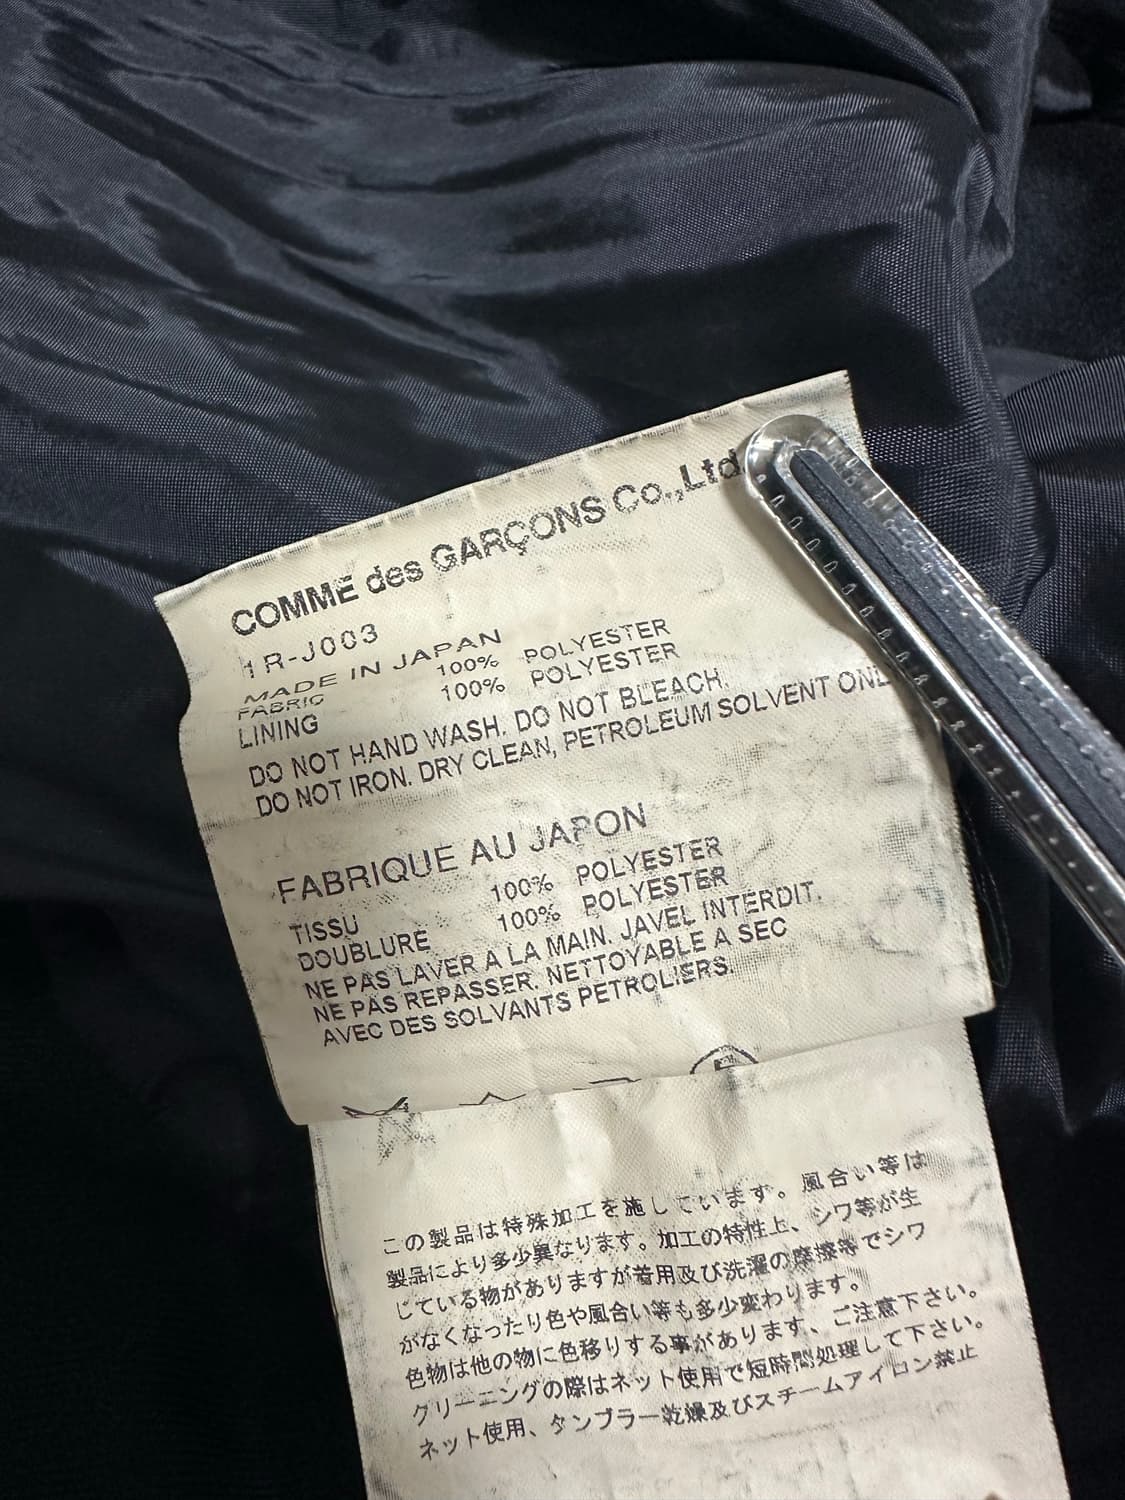 COMME des GARÇONS Co.,Ltd
1R-J003
MADE IN JAPAN
FABRIC 100% POLYESTER
LINING 100% POLYESTER
DO NOT HAND WASH. DO NOT BLEACH.
DO NOT IRON. DRY CLEAN, PETROLEUM SOLVENT ONL
FABRIQUE AU JAPON
TISSU 100% POLYESTER
DOUBLURE 100% POLYESTER
NE PAS LAVER A LA MAIN. JAVEL INTERDIT.
NE PAS REPASSER. NETTOYABLE A SEC
AVEC DES SOLVANTS PETROLIERS.
この製品は特殊加工を施しています。風合い等は
製品により多少異なります。加工の特性上、シワ等が生
じている物がありますが着用及び洗濯の摩擦等でシワ
がなくなったり色や風合い等も多少変わります。
色物は他の物に色移りする事があります、ご注意下さい。
クリーニングの際はネット使用で短時間処理して下さい。
ネット使用、タンブラー乾燥及びスチームアイロン禁止